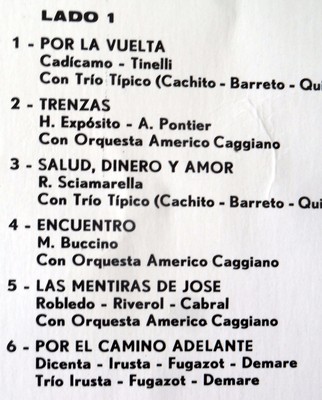 LADO 1
1 - POR LA VUELTA
Cadícamo - Tinelli
Con Trío Típico (Cachito - Barreto -
2 - TRENZAS
H. Expósito - A. Pontier
Con Orquesta Americo Caggiano
3 - SALUD, DINERO Y AMOR
R. Sciamarella
Con Trío Típico (Cachito - Barreto -
4 - ENCUENTRO
M. Buccino
Con Orquesta Americo Caggiano
5 - LAS MENTIRAS DE JOSE
Robledo - Riverol - Cabral
Con Orquesta Americo Caggiano
6 - POR EL CAMINO ADELANTE
Dicenta - Irusta - Fugazot - Demare
Trío Irusta - Fugazot - Demare